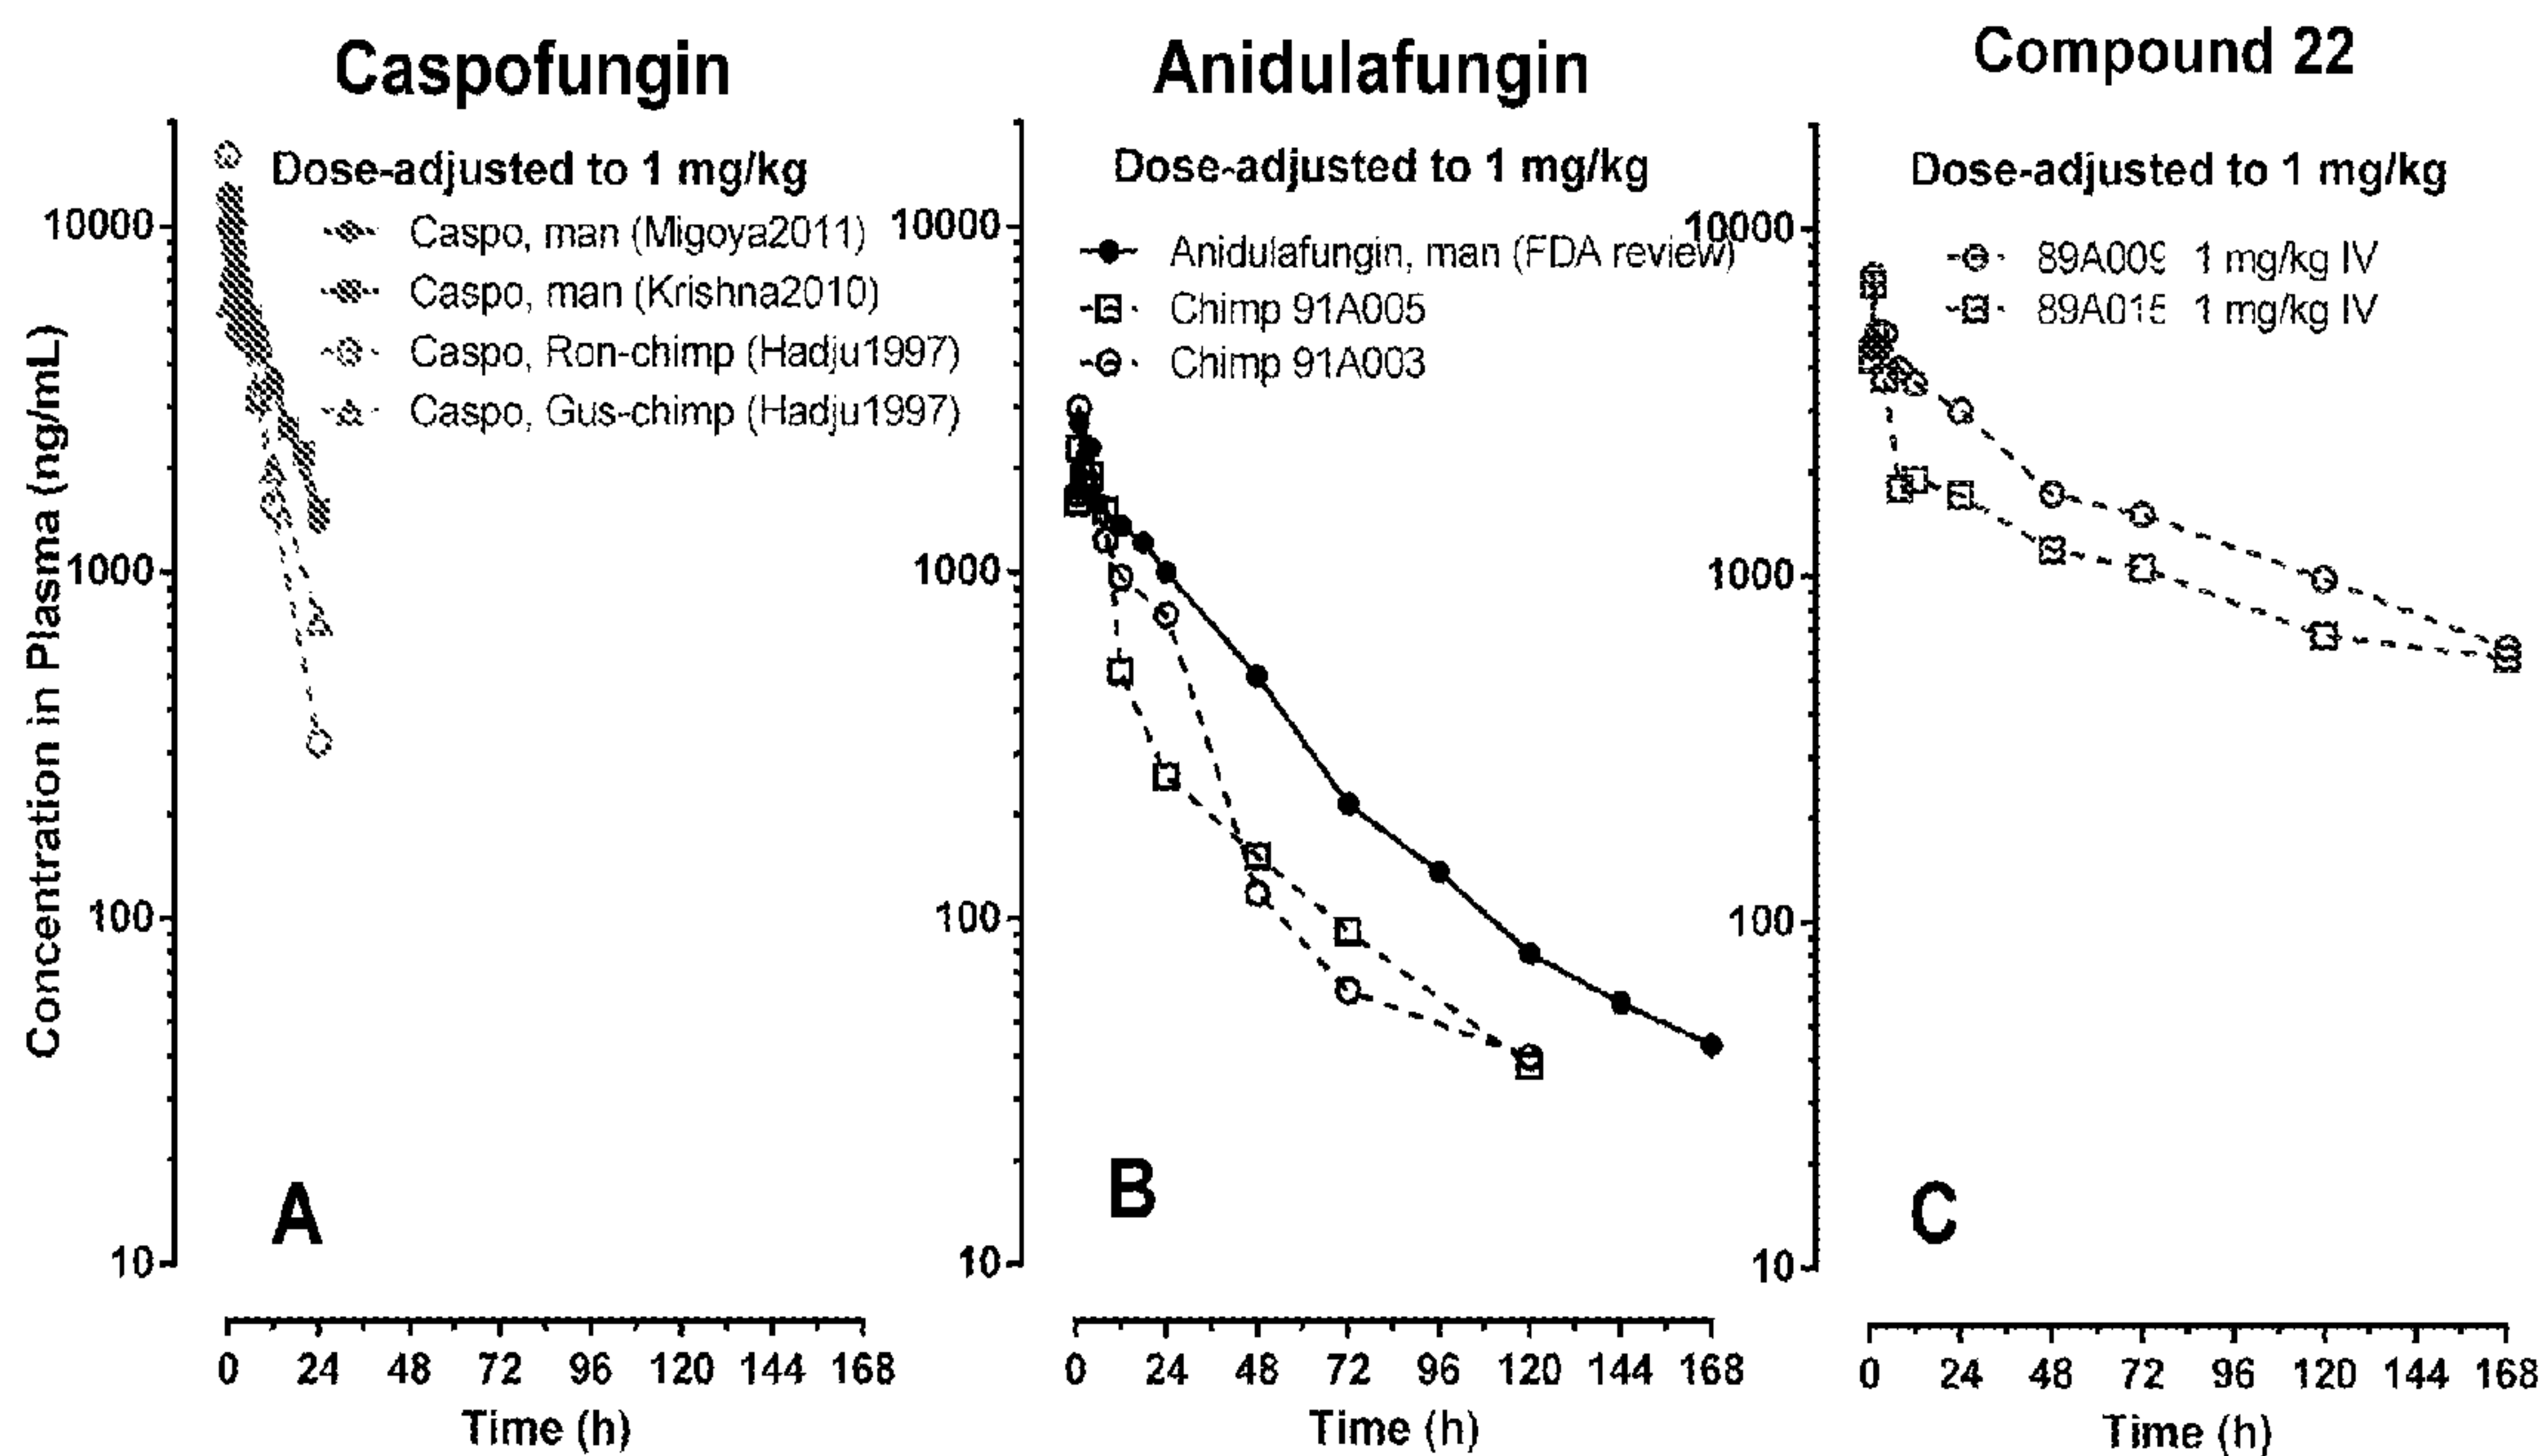 Caspofungin
Dose-adjusted to 1 mg/kg
Caspo, man (Migoya2011)
Caspo, man (Krishna2010)
Caspo, Ron-chimp (Hadju1997)
Caspo, Gus-chimp (Hadju1997)
Concentration in Plasma (ng/mL)
10000
1000
100
10
A
0 24 48 72 96 120 144 168
Time (h)
Anidulafungin
Dose-adjusted to 1 mg/kg
Anidulafungin, man (FDA review)
Chimp 91A005
Chimp 91A003
10000
1000
100
10
B
0 24 48 72 96 120 144 168
Time (h)
Compound 22
Dose-adjusted to 1 mg/kg
89A009 1 mg/kg IV
89A015 1 mg/kg IV
10000
1000
100
10
C
0 24 48 72 96 120 144 168
Time (h)